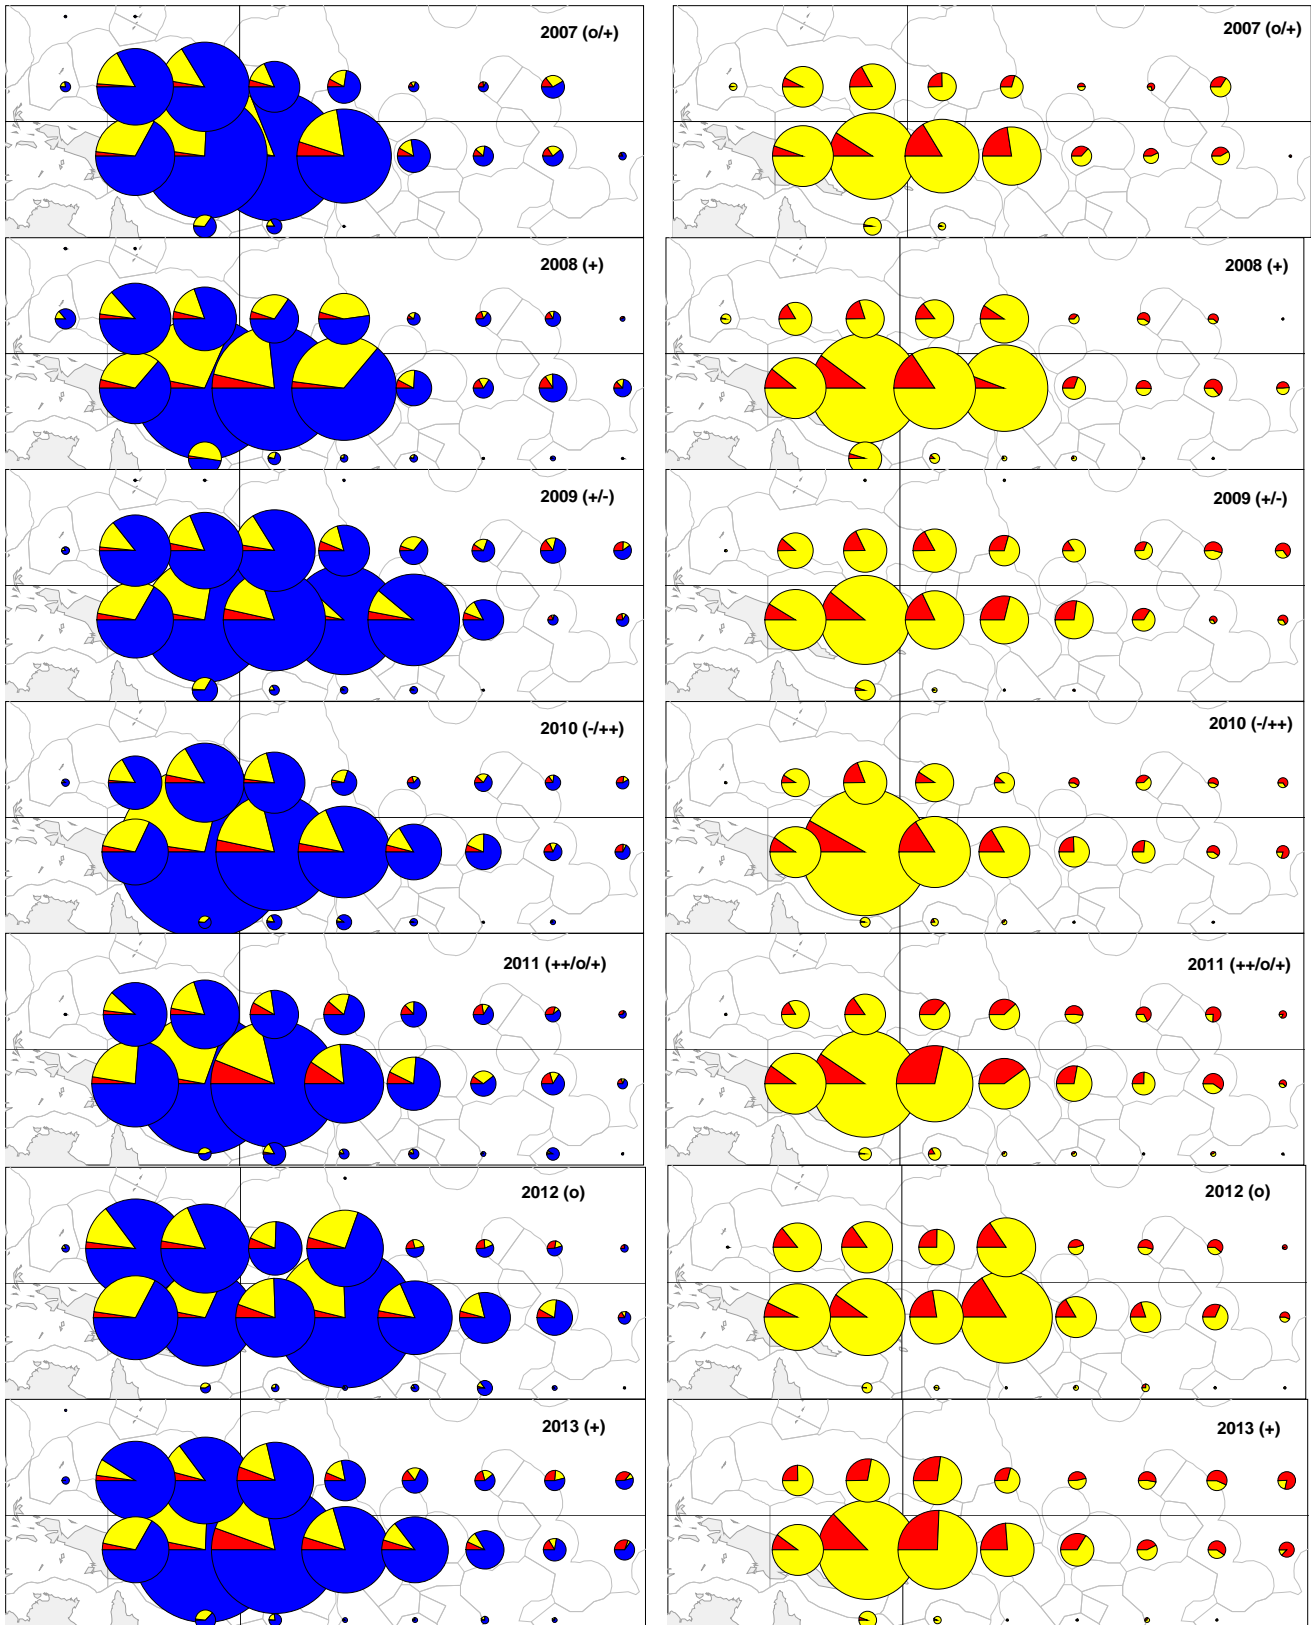 2007 (o/+) 2007 (o/+)
2008 (+) 2008 (+)
2009 (+/-) 2009 (+/-)
2010 (-/++) 2010 (-/++)
2011 (++/o/+) 2011 (++/o/+)
2012 (o) 2012 (o)
2013 (+) 2013 (+)